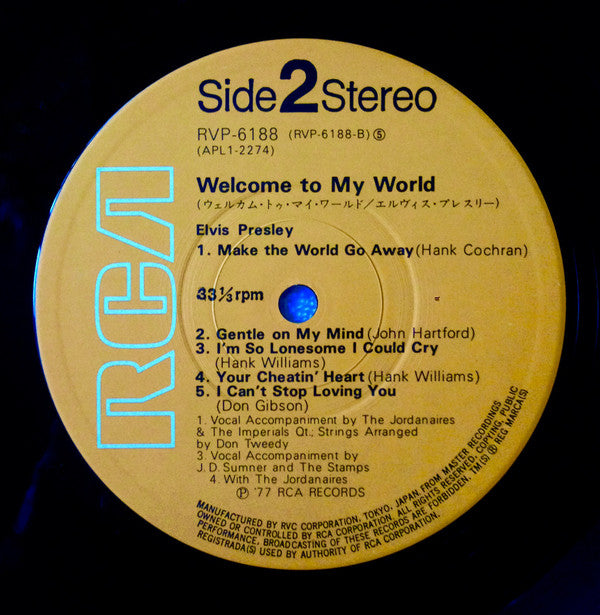 Side 2 Stereo
RVP-6188 (RVP-6188-B) ⑤
(APL1-2274)
RCA
Welcome to My World
(ウェルカム・トゥ・マイ・ワールド/エルヴィス・プレスリー)
Elvis Presley
1. Make the World Go Away (Hank Cochran)
33⅓ rpm
2. Gentle on My Mind (John Hartford)
3. I'm So Lonesome I Could Cry
(Hank Williams)
4. Your Cheatin' Heart (Hank Williams)
5. I Can't Stop Loving You
(Don Gibson)
1. Vocal Accompaniment by The Jordanaires
& The Imperials Qt.; Strings Arranged
by Don Tweedy
3. Vocal Accompaniment by
J.D. Sumner and The Stamps
4. With The Jordanaires
Ⓟ '77 RCA RECORDS
MANUFACTURED BY RVC CORPORATION, TOKYO, JAPAN FROM MASTER RECORDINGS
OWNED OR CONTROLLED BY RCA CORPORATION. ALL RIGHTS RESERVED, COPYING, PUBLIC
PERFORMANCE, BROADCASTING OF THESE RECORDS ARE FORBIDDEN, TM(S) ® REG MARCA(S)
REGISTRADA(S) USED BY AUTHORITY OF RCA CORPORATION.